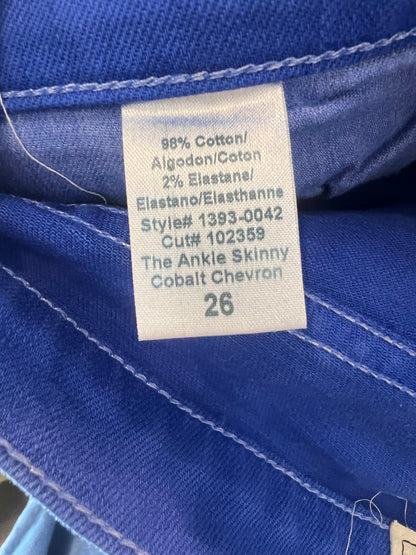 98% Cotton/
Algodon/Coton
2% Elastane/
Elastano/Elasthanne
Style# 1393-0042
Cut# 102359
The Ankle Skinny
Cobalt Chevron
26